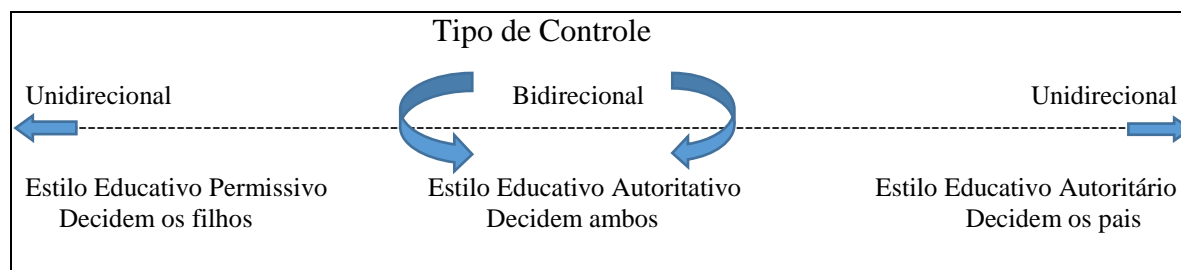 Tipo de Controle
Unidirecional Bidirecional Unidirecional
Estilo Educativo Permissivo Estilo Educativo Autoritativo Estilo Educativo Autoritário
Decidem os filhos Decidem ambos Decidem os pais